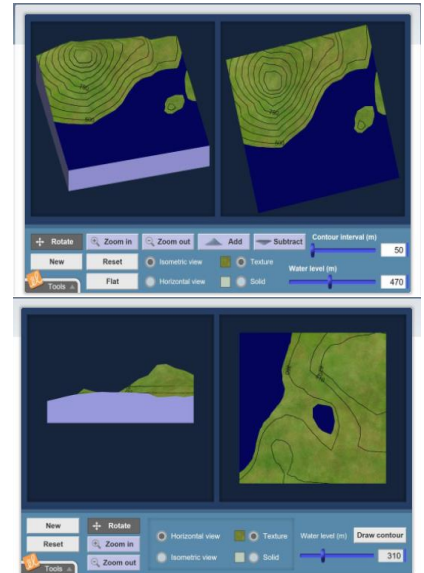 Contour interval (m)
Rotate Zoom in Zoom out Add Subtract
50
New Reset Isometric view Texture
Water level (m)
Tools Flat Horizontal view Solid 470
New Rotate
Horizontal view Texture Water level (m) Draw contour
Reset Zoom in
310
Isometric view Solid
Tools Zoom out